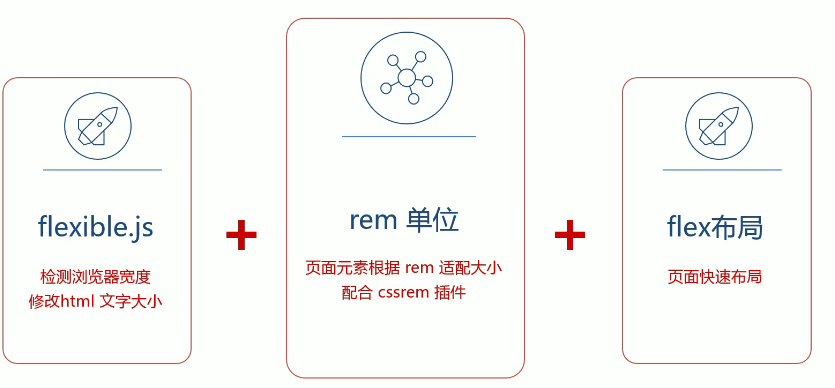 flexible.js
检测浏览器宽度
修改html 文字大小
+
rem 单位
页面元素根据 rem 适配大小
配合 cssrem 插件
+
flex布局
页面快速布局